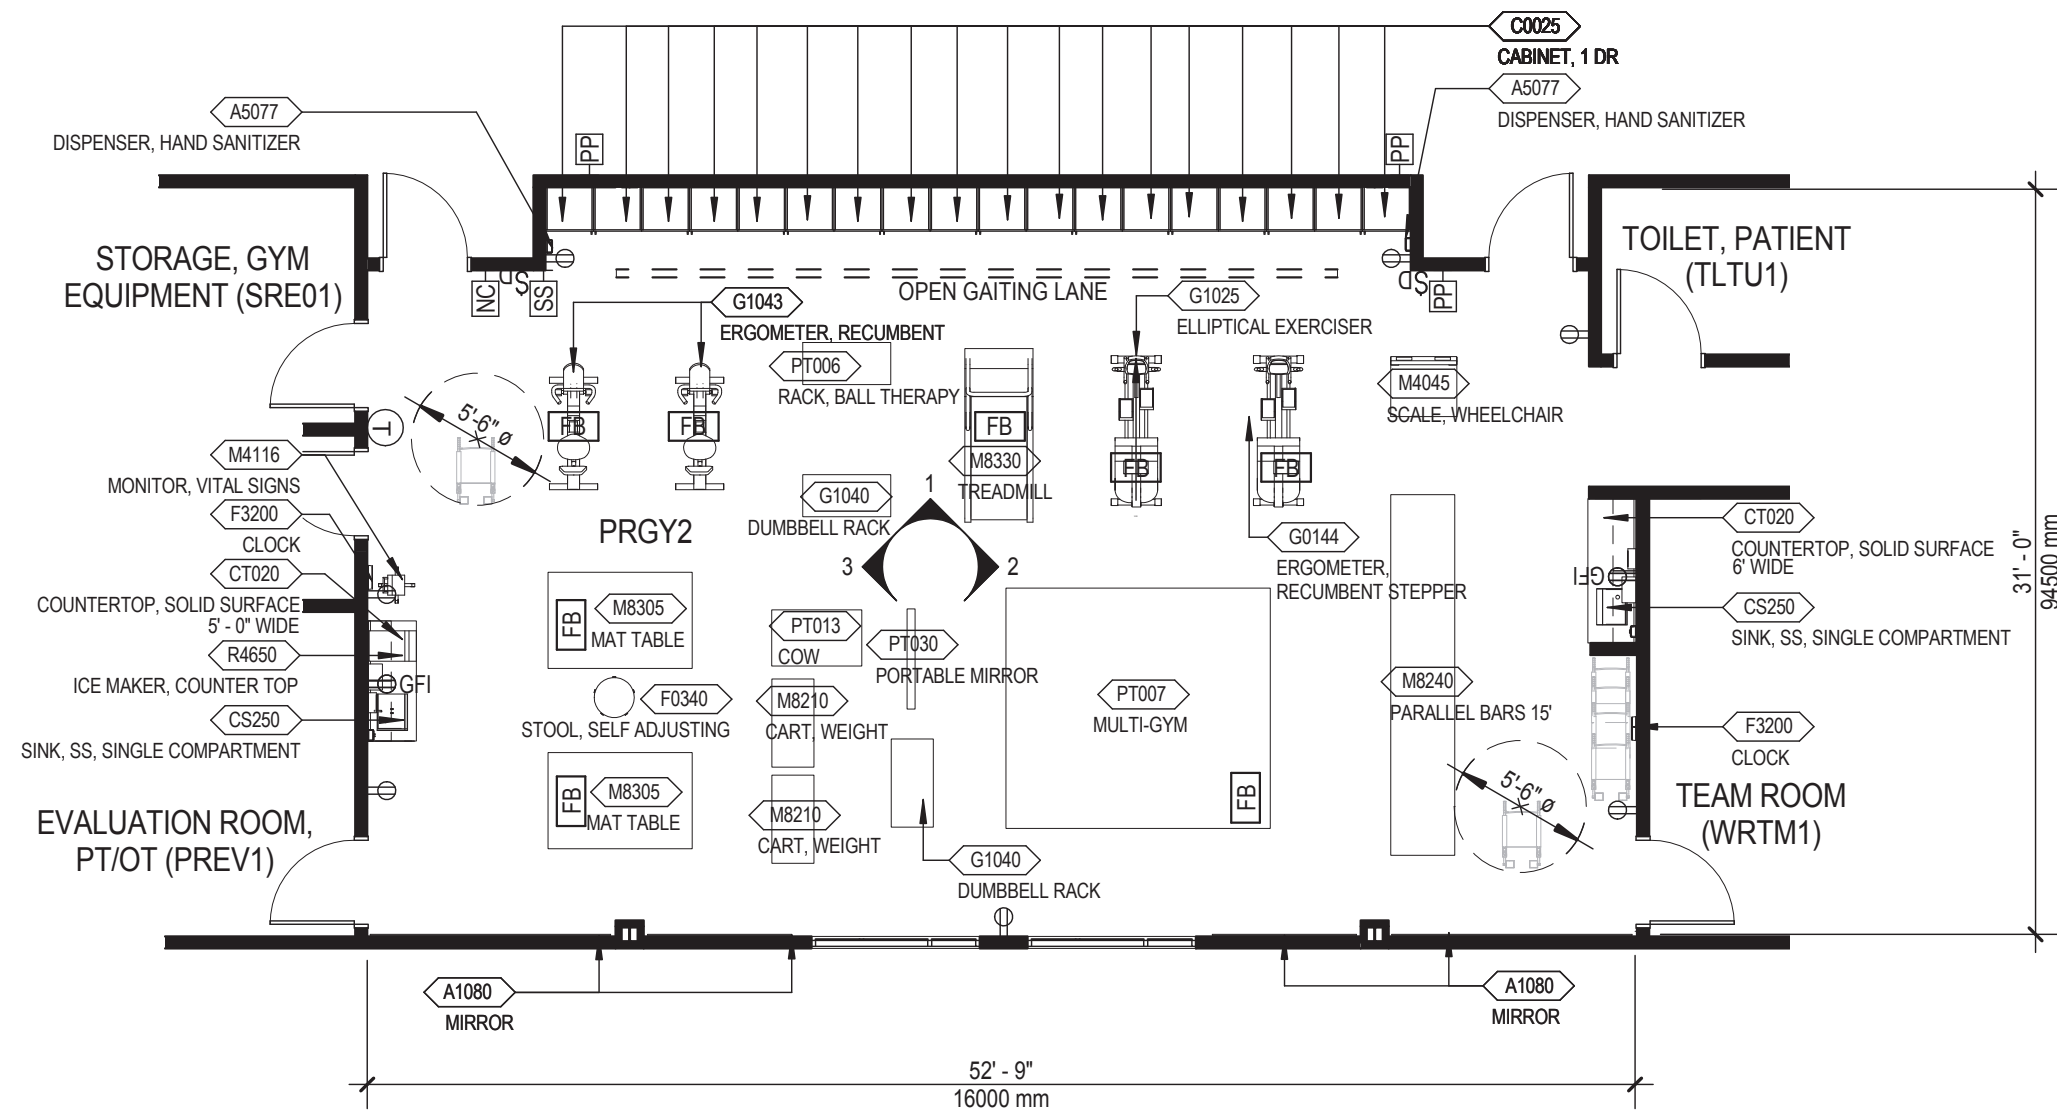 C0025
CABINET, 1 DR
A5077
DISPENSER, HAND SANITIZER
A5077
DISPENSER, HAND SANITIZER
PP
PP
STORAGE, GYM
EQUIPMENT (SRE01)
TOILET, PATIENT
(TLTU1)
NC
$D
SS
$D
PP
OPEN GAITING LANE
G1043
ERGOMETER, RECUMBENT
G1025
ELLIPTICAL EXERCISER
PT006
RACK, BALL THERAPY
M4045
SCALE, WHEELCHAIR
T
5'-6" ø
FB
FB
FB
FB
FB
M8330
TREADMILL
M4116
MONITOR, VITAL SIGNS
F3200
CLOCK
CT020
COUNTERTOP, SOLID SURFACE
5' - 0" WIDE
R4650
ICE MAKER, COUNTER TOP
CS250
SINK, SS, SINGLE COMPARTMENT
GFI
PRGY2
G1040
DUMBBELL RACK
1
2
3
G0144
ERGOMETER,
RECUMBENT STEPPER
CT020
COUNTERTOP, SOLID SURFACE
6' WIDE
GFI
CS250
SINK, SS, SINGLE COMPARTMENT
31' - 0"
94500 mm
FB
M8305
MAT TABLE
PT013
COW
PT030
PORTABLE MIRROR
F0340
STOOL, SELF ADJUSTING
M8210
CART, WEIGHT
PT007
MULTI-GYM
FB
M8240
PARALLEL BARS 15'
F3200
CLOCK
FB
M8305
MAT TABLE
M8210
CART, WEIGHT
5'-6" ø
TEAM ROOM
(WRTM1)
EVALUATION ROOM,
PT/OT (PREV1)
G1040
DUMBBELL RACK
A1080
MIRROR
A1080
MIRROR
52' - 9"
16000 mm